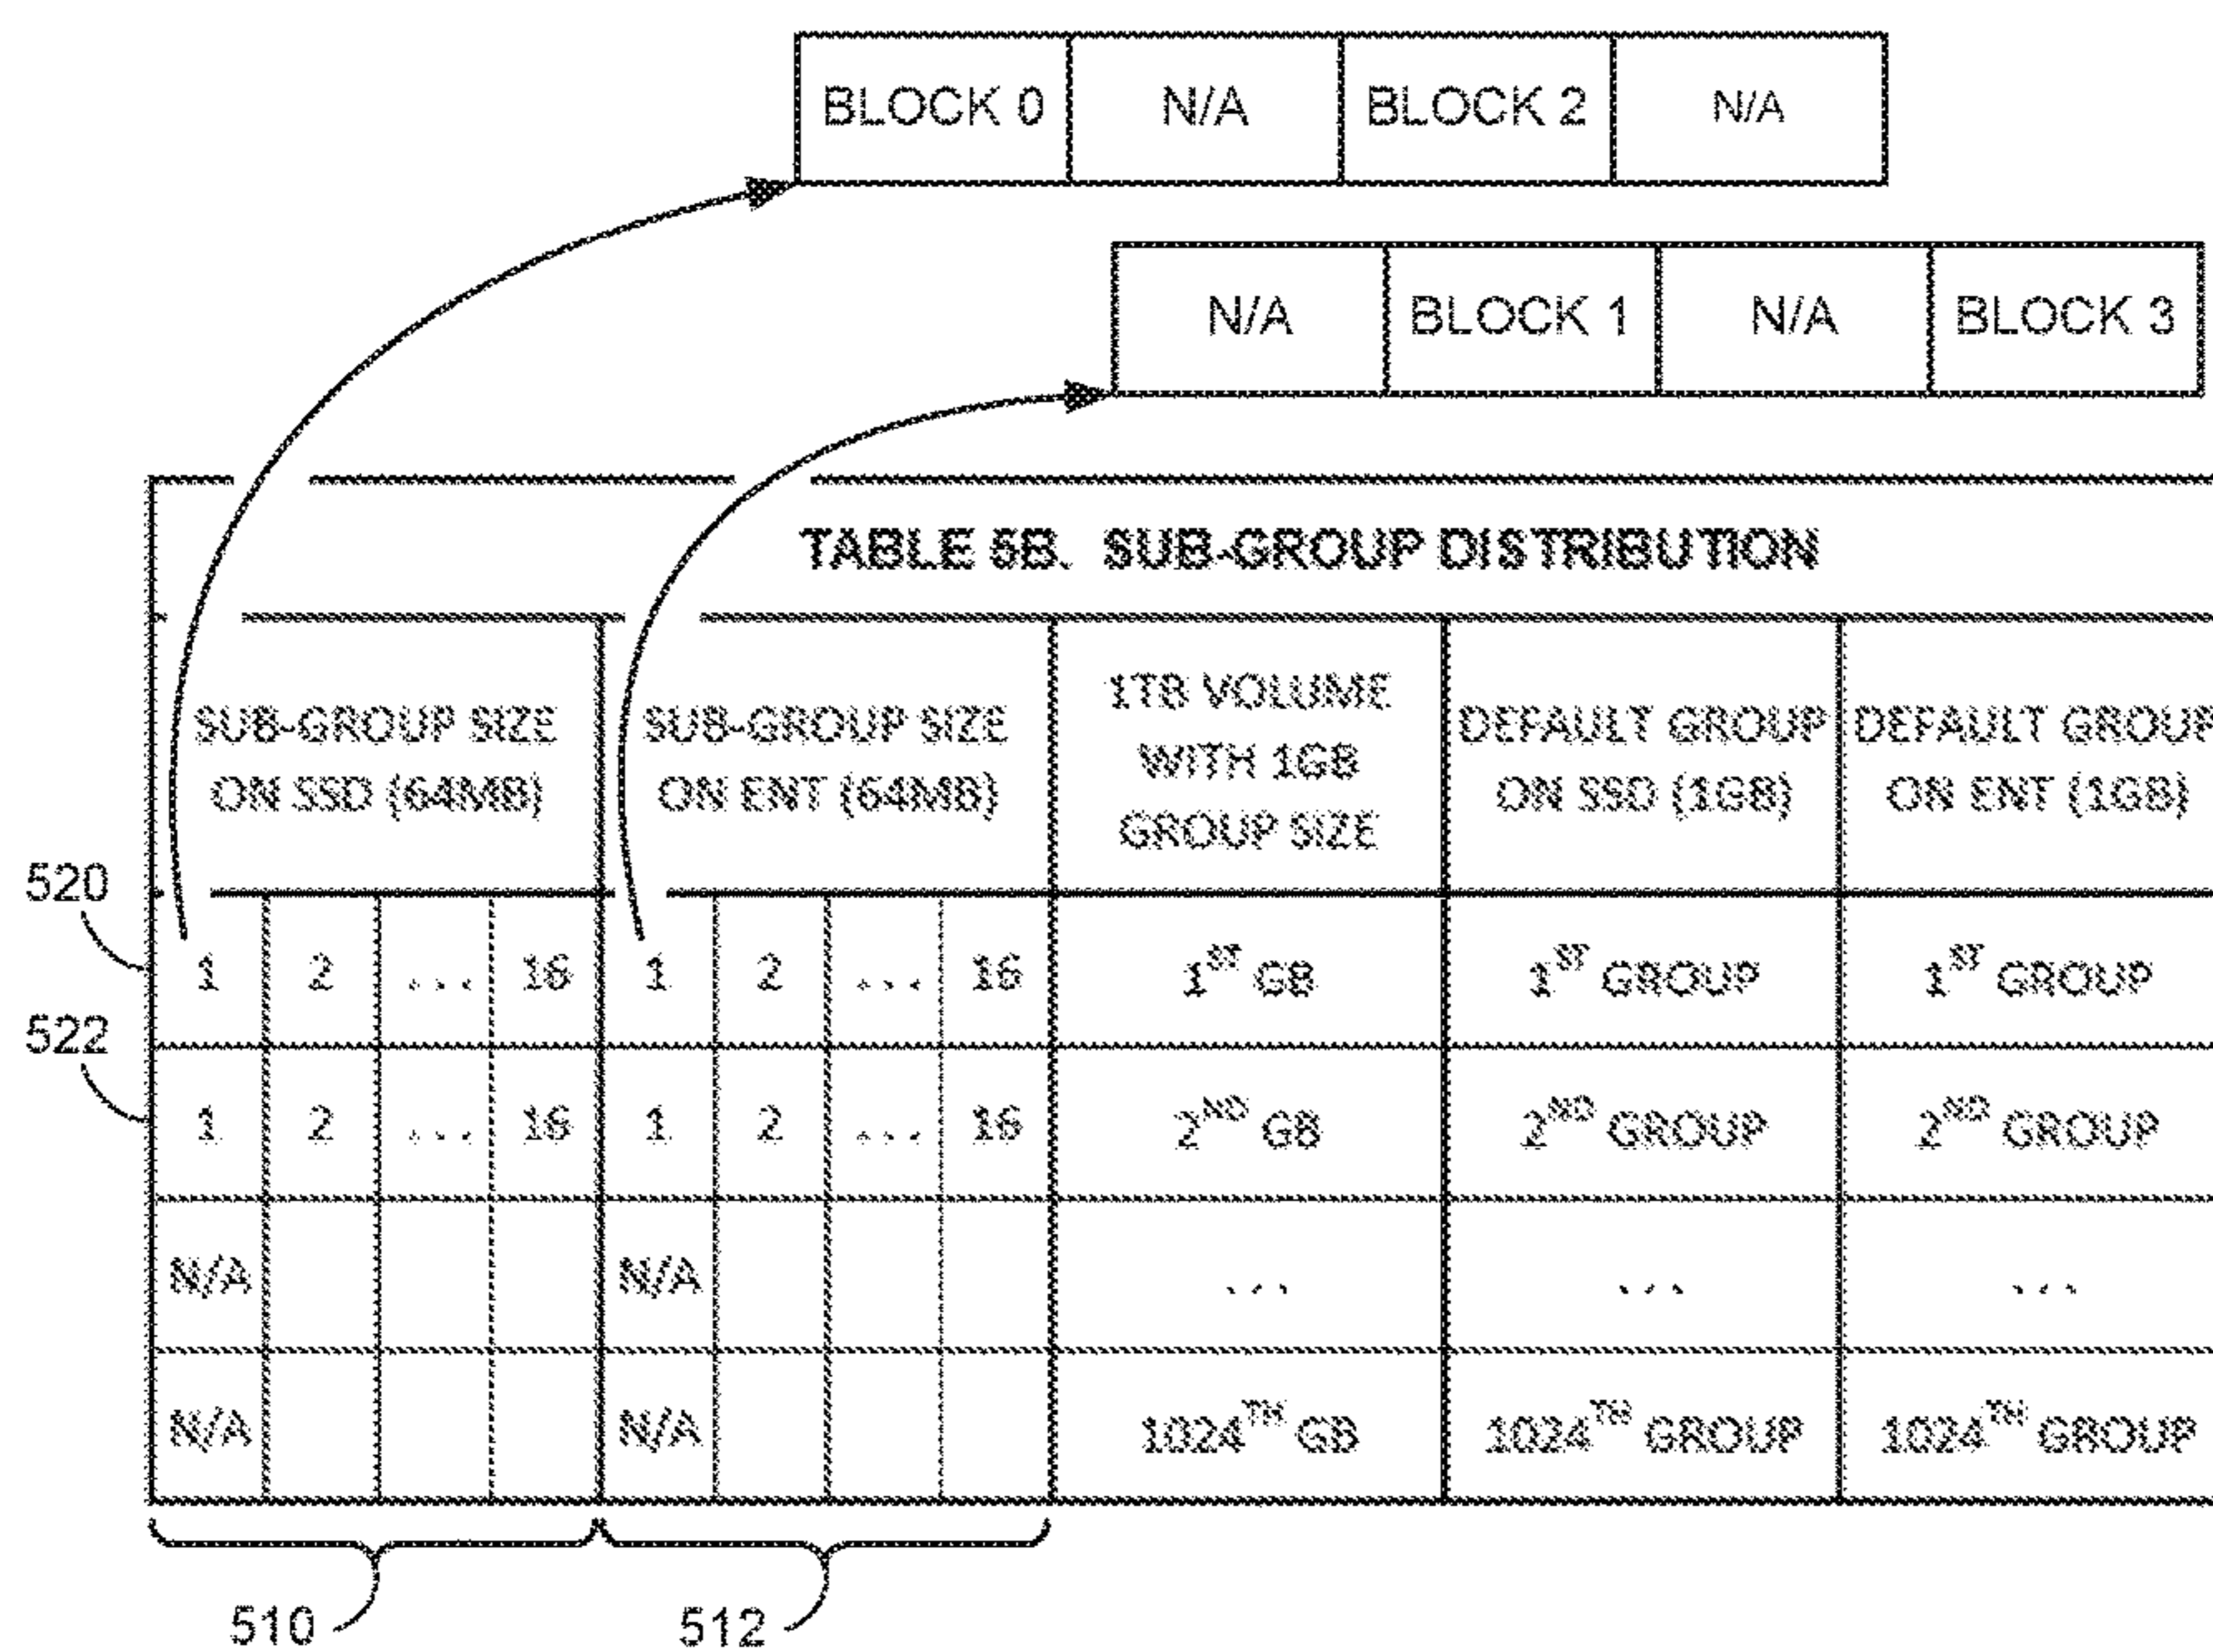 BLOCK 0 N/A BLOCK 2 N/A
N/A BLOCK 1 N/A BLOCK 3
TABLE 5B. SUB-GROUP DISTRIBUTION
SUB-GROUP SIZE ON SSD (64MB)
SUB-GROUP SIZE ON ENT (64MB)
1TB VOLUME WITH 1GB GROUP SIZE
DEFAULT GROUP ON SSD (1GB)
DEFAULT GROUP ON ENT (1GB)
520
1 2 ... 16 1 2 ... 16 1ST GB 1ST GROUP 1ST GROUP
522
1 2 ... 16 1 2 ... 16 2ND GB 2ND GROUP 2ND GROUP
N/A N/A ... ... ...
N/A N/A 1024TH GB 1024TH GROUP 1024TH GROUP
510 512